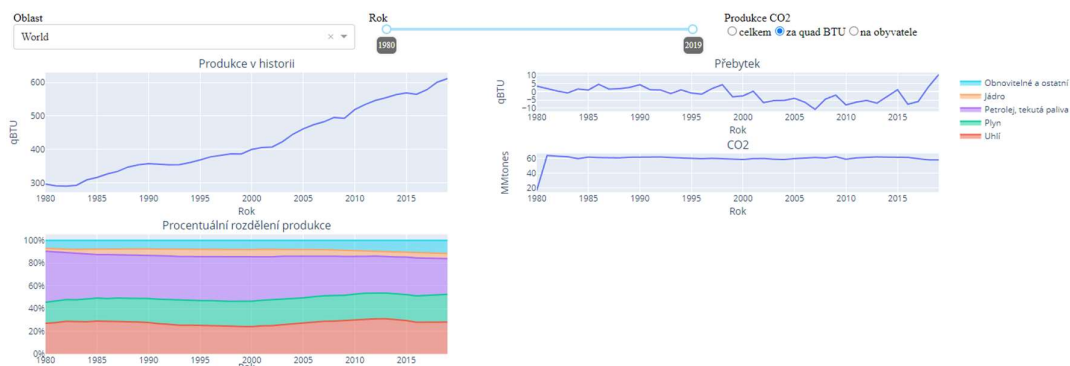 Oblast
World
Rok
1980
2019
Produkce CO2
celkem za quad BTU na obyvatele
Produkce v historii
600
500
400
300
qBTU
1980 1985 1990 1995 2000 2005 2010 2015
Rok
Přebytek
10
5
0
−5
−10
qBTU
1980 1985 1990 1995 2000 2005 2010 2015
Rok
CO2
60
40
20
MMtones
1980 1985 1990 1995 2000 2005 2010 2015
Rok
Obnovitelné a ostatní
Jádro
Petrolej, tekutá paliva
Plyn
Uhlí
Procentuální rozdělení produkce
100%
80%
60%
40%
20%
0%
1980 1985 1990 1995 2000 2005 2010 2015
Rok